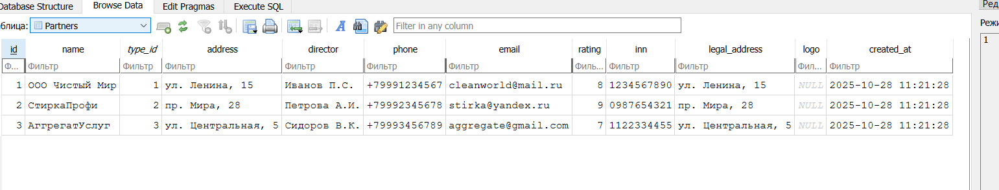 Database Structure Browse Data Edit Pragmas Execute SQL Ред
блица: Partners Filter in any column Режи
id name type_id address director phone email rating inn legal_address logo created_at 1
Ф... Фильтр Фильтр Фильтр Фильтр Фильтр Фильтр Филь... Фильтр Фильтр Фил... Фильтр
1 ООО Чистый Мир 1 ул. Ленина, 15 Иванов П.С. +79991234567 cleanworld@mail.ru 8 1234567890 ул. Ленина, 15 NULL 2025-10-28 11:21:28
2 СтиркаПрофи 2 пр. Мира, 28 Петрова А.И. +79992345678 stirka@yandex.ru 9 0987654321 пр. Мира, 28 NULL 2025-10-28 11:21:28
3 АггрегатУслуг 3 ул. Центральная, 5 Сидоров В.К. +79993456789 aggregate@gmail.com 7 1122334455 ул. Центральная, 5 NULL 2025-10-28 11:21:28